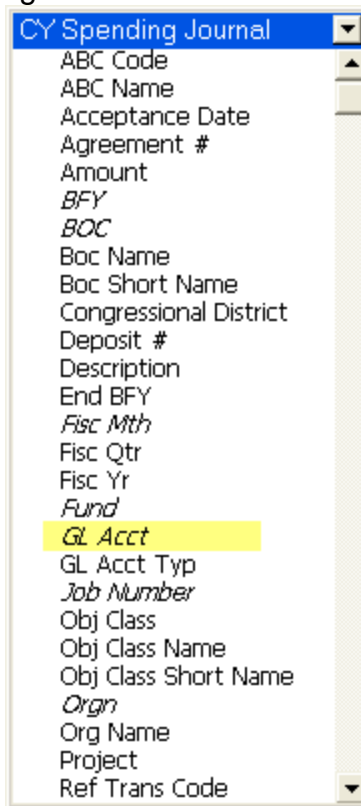 CY Spending Journal
ABC Code
ABC Name
Acceptance Date
Agreement #
Amount
BFY
BOC
Boc Name
Boc Short Name
Congressional District
Deposit #
Description
End BFY
Fisc Mth
Fisc Qtr
Fisc Yr
Fund
GL Acct
GL Acct Typ
Job Number
Obj Class
Obj Class Name
Obj Class Short Name
Orgn
Org Name
Project
Ref Trans Code